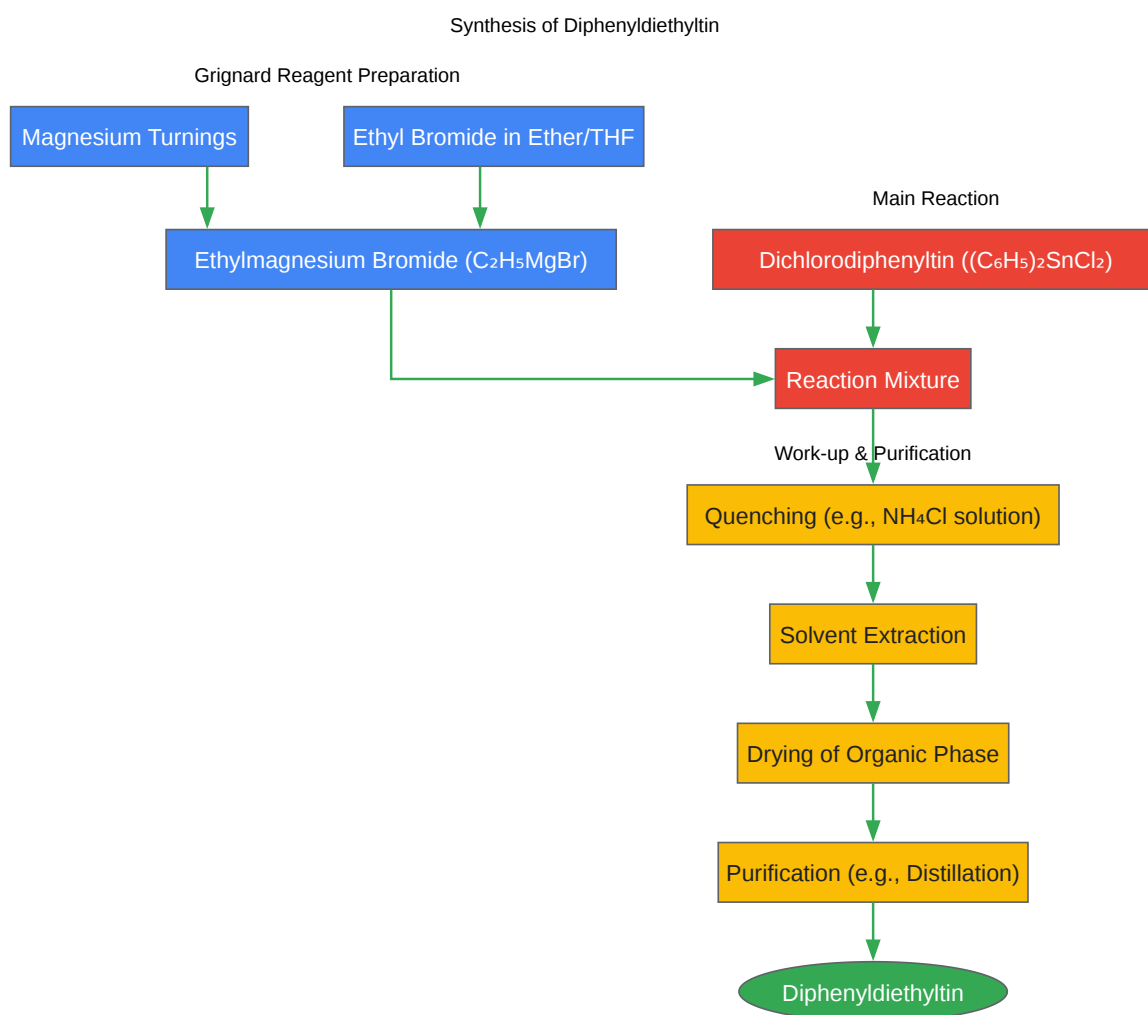 Synthesis of Diphenyldiethyltin
Grignard Reagent Preparation
Magnesium Turnings
Ethyl Bromide in Ether/THF
Main Reaction
Ethylmagnesium Bromide (C₂H₅MgBr)
Dichlorodiphenyltin ((C₆H₅)₂SnCl₂)
Reaction Mixture
Work-up & Purification
Quenching (e.g., NH₄Cl solution)
Solvent Extraction
Drying of Organic Phase
Purification (e.g., Distillation)
Diphenyldiethyltin